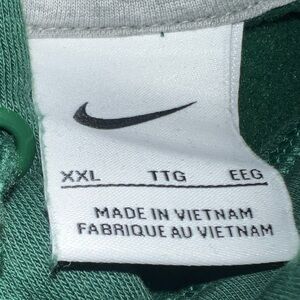 XXL TTG EEG
MADE IN VIETNAM
FABRIQUE AU VIETNAM